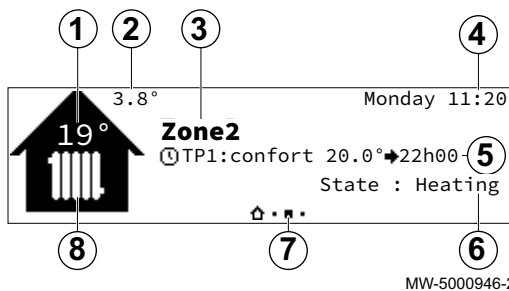 1 2 3 4
3.8° Monday 11:20
19° Zone2
TP1:confort 20.0°➔22h00 5
State : Heating
8 7 6
MW-5000946-2